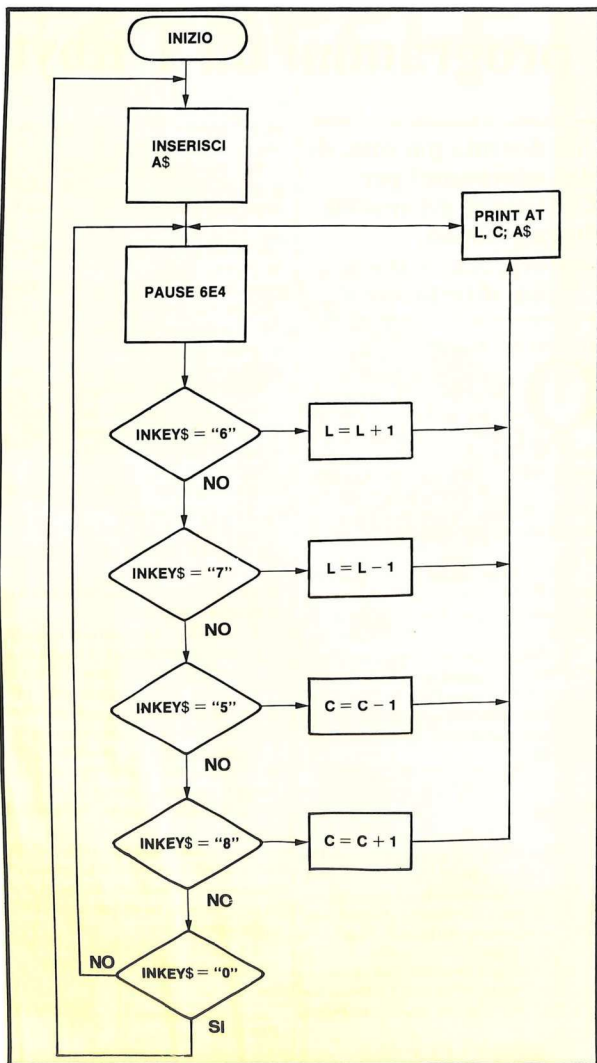 INIZIO
INSERISCI
A$
PRINT AT
L, C; A$
PAUSE 6E4
INKEY$ = “6”
L = L + 1
NO
INKEY$ = “7”
L = L − 1
NO
INKEY$ = “5”
C = C − 1
NO
INKEY$ = “8”
C = C + 1
NO
NO
INKEY$ = “0”
SI